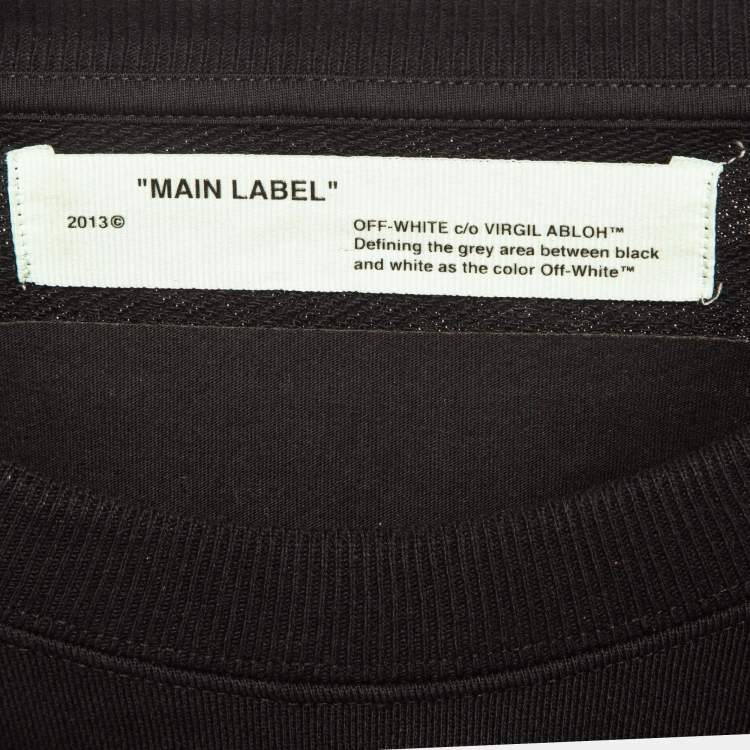 "MAIN LABEL"
2013©
OFF-WHITE c/o VIRGIL ABLOH™
Defining the grey area between black
and white as the color Off-White™